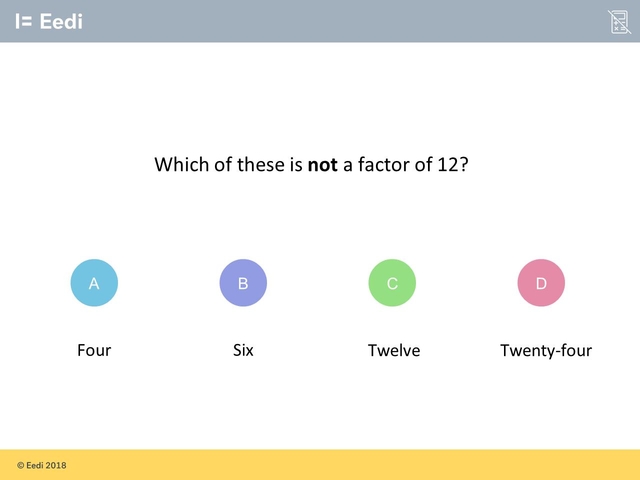 Eedi
Which of these is not a factor of 12?
A
B
C
D
Four
Six
Twelve
Twenty-four
© Eedi 2018